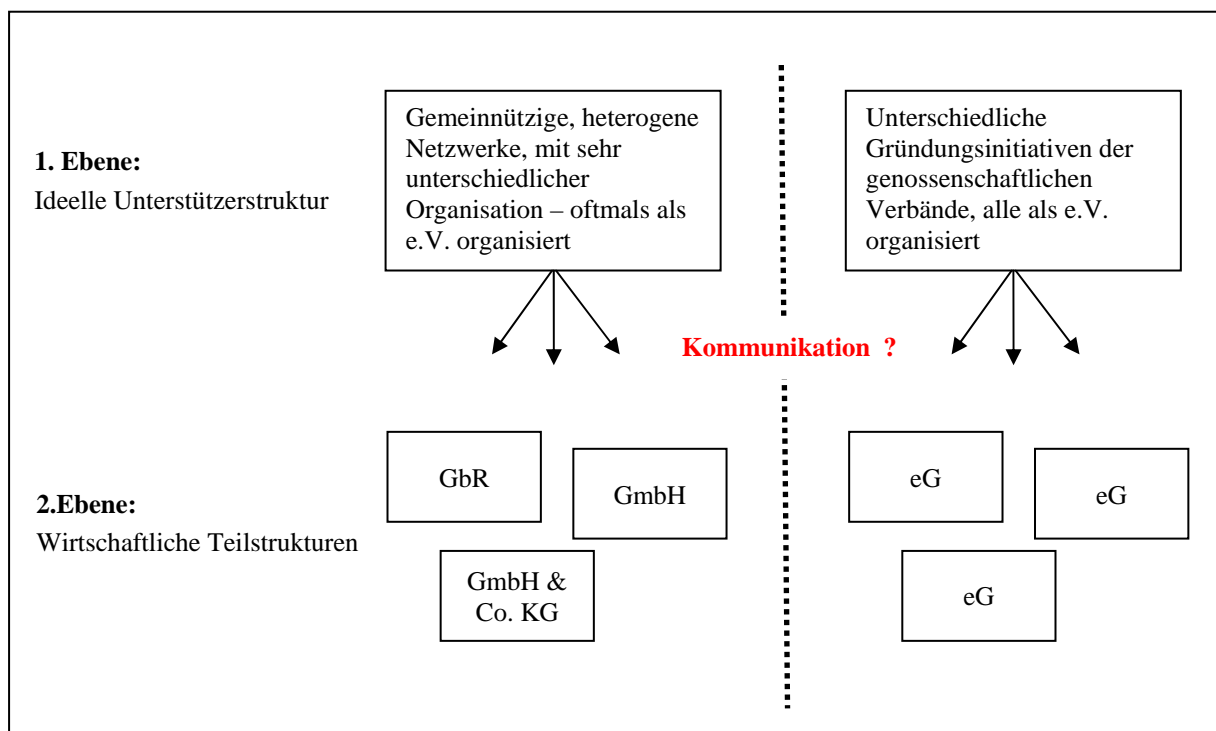 1. Ebene:
Ideelle Unterstützerstruktur
Gemeinnützige, heterogene
Netzwerke, mit sehr
unterschiedlicher
Organisation – oftmals als
e.V. organisiert
Unterschiedliche
Gründungsinitiativen der
genossenschaftlichen
Verbände, alle als e.V.
organisiert
Kommunikation ?
2.Ebene:
Wirtschaftliche Teilstrukturen
GbR
GmbH
GmbH &
Co. KG
eG
eG
eG